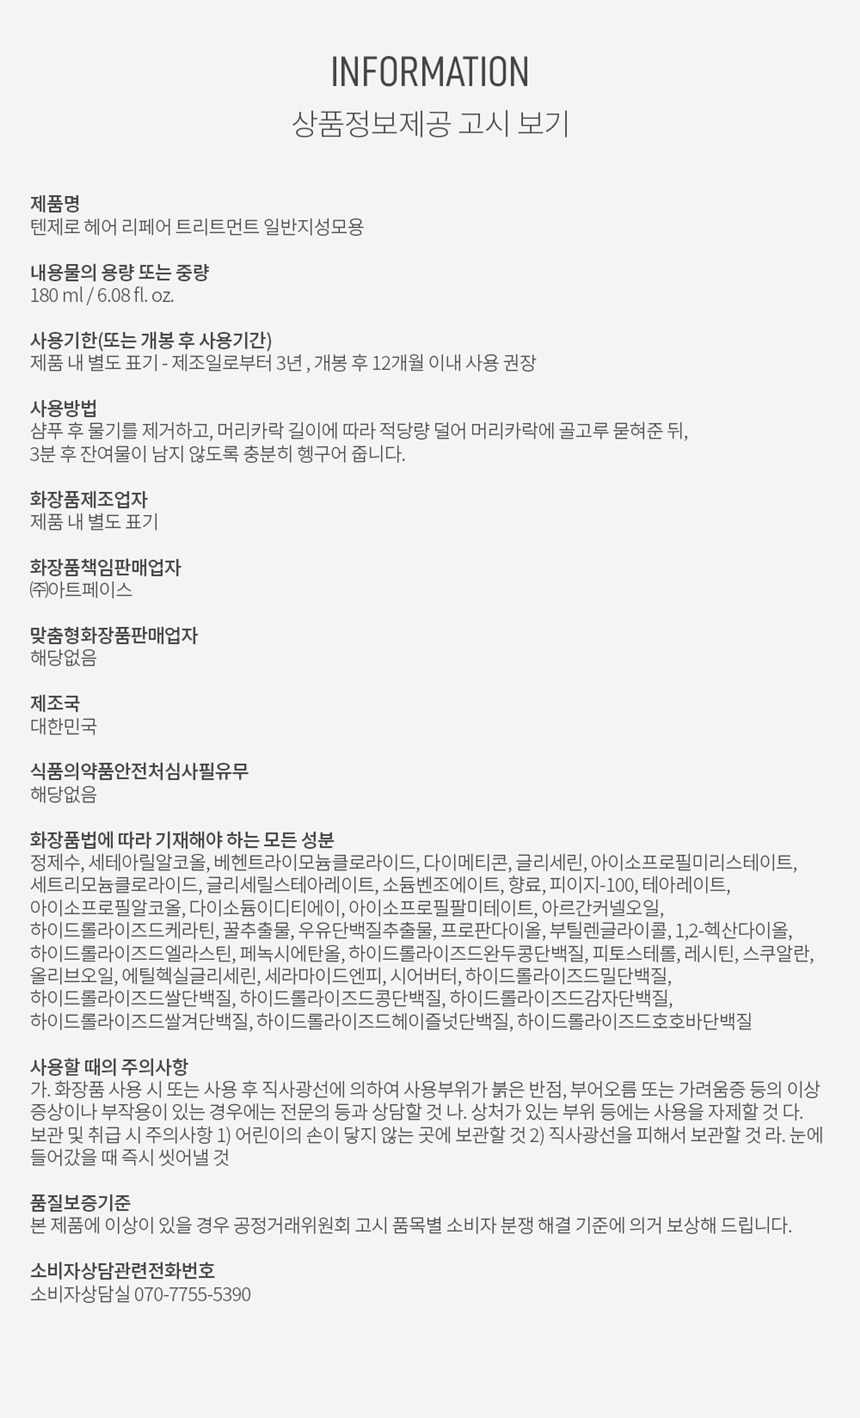 INFORMATION
상품정보제공 고시 보기
제품명
텐제로 헤어 리페어 트리트먼트 일반지성모용
내용물의 용량 또는 중량
180 ml / 6.08 fl. oz.
사용기한(또는 개봉 후 사용기간)
제품 내 별도 표기 - 제조일로부터 3년 , 개봉 후 12개월 이내 사용 권장
사용방법
샴푸 후 물기를 제거하고, 머리카락 길이에 따라 적당량 덜어 머리카락에 골고루 묻혀준 뒤,
3분 후 잔여물이 남지 않도록 충분히 헹구어 줍니다.
화장품제조업자
제품 내 별도 표기
화장품책임판매업자
㈜아트페이스
맞춤형화장품판매업자
해당없음
제조국
대한민국
식품의약품안전처심사필유무
해당없음
화장품법에 따라 기재해야 하는 모든 성분
정제수, 세테아릴알코올, 베헨트라이모늄클로라이드, 다이메티콘, 글리세린, 아이소프로필미리스테이트,
세트리모늄클로라이드, 글리세릴스테아레이트, 소듐벤조에이트, 향료, 피이지-100, 테아레이트,
아이소프로필알코올, 다이소듐이디티에이, 아이소프로필팔미테이트, 아르간커넬오일,
하이드롤라이즈드케라틴, 꿀추출물, 우유단백질추출물, 프로판다이올, 부틸렌글라이콜, 1,2-헥산다이올,
하이드롤라이즈드엘라스틴, 페녹시에탄올, 하이드롤라이즈드완두콩단백질, 피토스테롤, 레시틴, 스쿠알란,
올리브오일, 에틸헥실글리세린, 세라마이드엔피, 시어버터, 하이드롤라이즈드밀단백질,
하이드롤라이즈드쌀단백질, 하이드롤라이즈드콩단백질, 하이드롤라이즈드감자단백질,
하이드롤라이즈드쌀겨단백질, 하이드롤라이즈드헤이즐넛단백질, 하이드롤라이즈드호호바단백질
사용할 때의 주의사항
가. 화장품 사용 시 또는 사용 후 직사광선에 의하여 사용부위가 붉은 반점, 부어오름 또는 가려움증 등의 이상
증상이나 부작용이 있는 경우에는 전문의 등과 상담할 것 나. 상처가 있는 부위 등에는 사용을 자제할 것 다.
보관 및 취급 시 주의사항 1) 어린이의 손이 닿지 않는 곳에 보관할 것 2) 직사광선을 피해서 보관할 것 라. 눈에
들어갔을 때 즉시 씻어낼 것
품질보증기준
본 제품에 이상이 있을 경우 공정거래위원회 고시 품목별 소비자 분쟁 해결 기준에 의거 보상해 드립니다.
소비자상담관련전화번호
소비자상담실 070-7755-5390